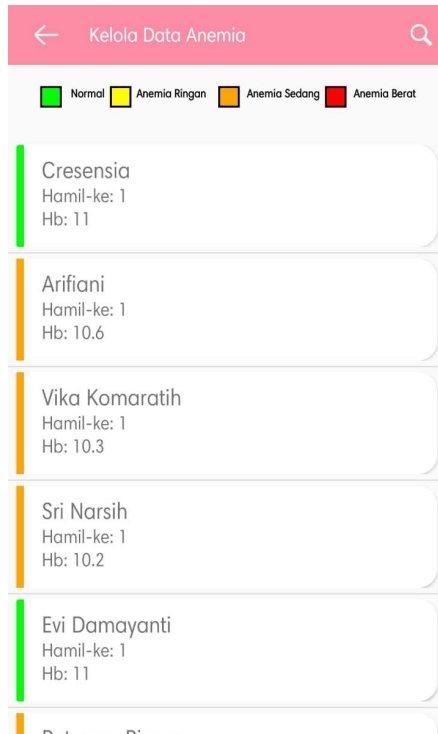 Kelola Data Anemia
Normal Anemia Ringan Anemia Sedang Anemia Berat
Cresensia
Hamil-ke: 1
Hb: 11
Arifiani
Hamil-ke: 1
Hb: 10.6
Vika Komaratih
Hamil-ke: 1
Hb: 10.3
Sri Narsih
Hamil-ke: 1
Hb: 10.2
Evi Damayanti
Hamil-ke: 1
Hb: 11